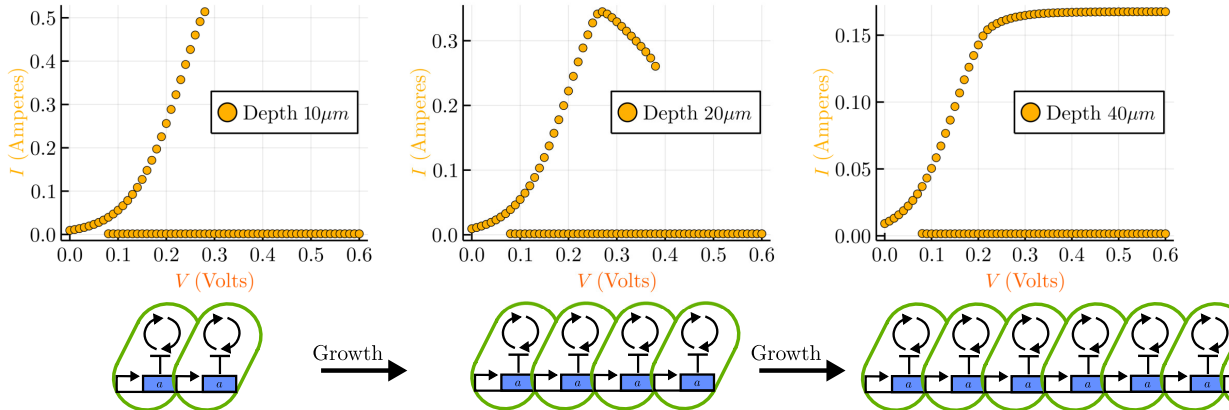 0.5
0.4
0.3
0.2
0.1
0.0
I (Amperes)
Depth 10μm
0.0 0.1 0.2 0.3 0.4 0.5 0.6
V (Volts)
0.3
0.2
0.1
0.0
I (Amperes)
Depth 20μm
0.0 0.1 0.2 0.3 0.4 0.5 0.6
V (Volts)
0.15
0.10
0.05
0.00
I (Amperes)
Depth 40μm
0.0 0.1 0.2 0.3 0.4 0.5 0.6
V (Volts)
a a
Growth
a a a a
Growth
a a a a a a